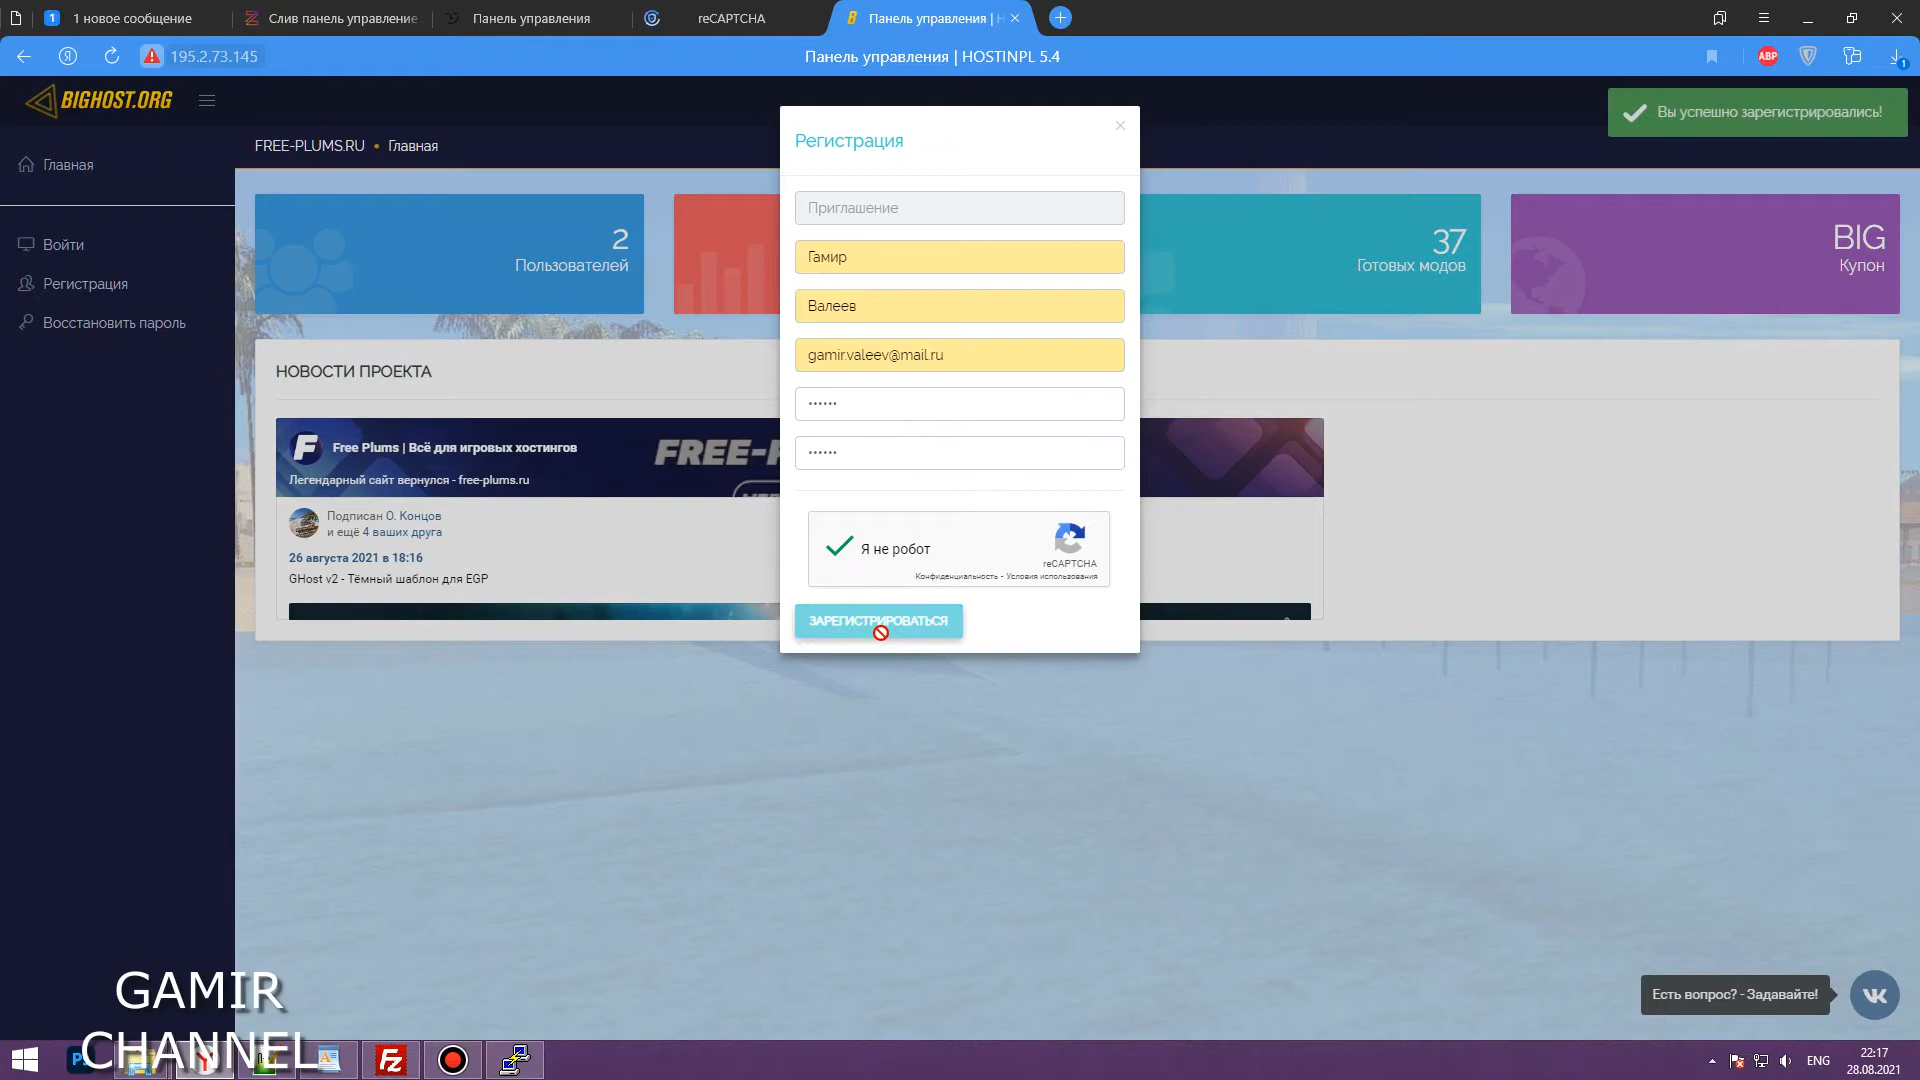 1
1 новое сообщение
Слив панель управление
Панель управления
reCAPTCHA
Панель управления |
195.2.73.145
Панель управления | HOSTINPL 5.4
ABP
1
BIGHOST.ORG
Главная
Войти
Регистрация
Восстановить пароль
FREE-PLUMS.RU • Главная
Вы успешно зарегистрировались!
2
Пользователей
37
Готовых модов
BIG
Купон
НОВОСТИ ПРОЕКТА
Free Plums | Всё для игровых хостингов
Легендарный сайт вернулся - free-plums.ru
FREE-P
Подписан О. Концов
и ещё 4 ваших друга
26 августа 2021 в 18:16
GHost v2 - Тёмный шаблон для EGP
Регистрация
Приглашение
Гамир
Валеев
gamir.valeev@mail.ru
••••••
••••••
Я не робот
reCAPTCHA
Конфиденциальность - Условия использования
ЗАРЕГИСТРИРОВАТЬСЯ
Есть вопрос? - Задавайте!
GAMIR
CHANNEL
ENG
22:17
28.08.2021